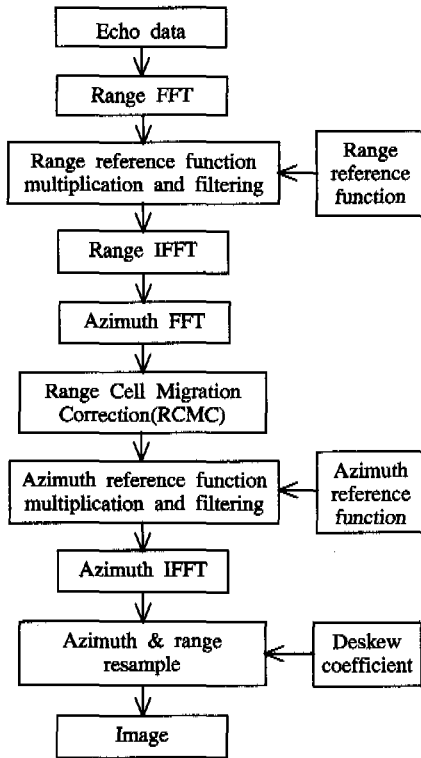 Echo data
Range FFT
Range reference function
multiplication and filtering
Range
reference
function
Range IFFT
Azimuth FFT
Range Cell Migration
Correction(RCMC)
Azimuth reference function
multiplication and filtering
Azimuth
reference
function
Azimuth IFFT
Azimuth & range
resample
Deskew
coefficient
Image